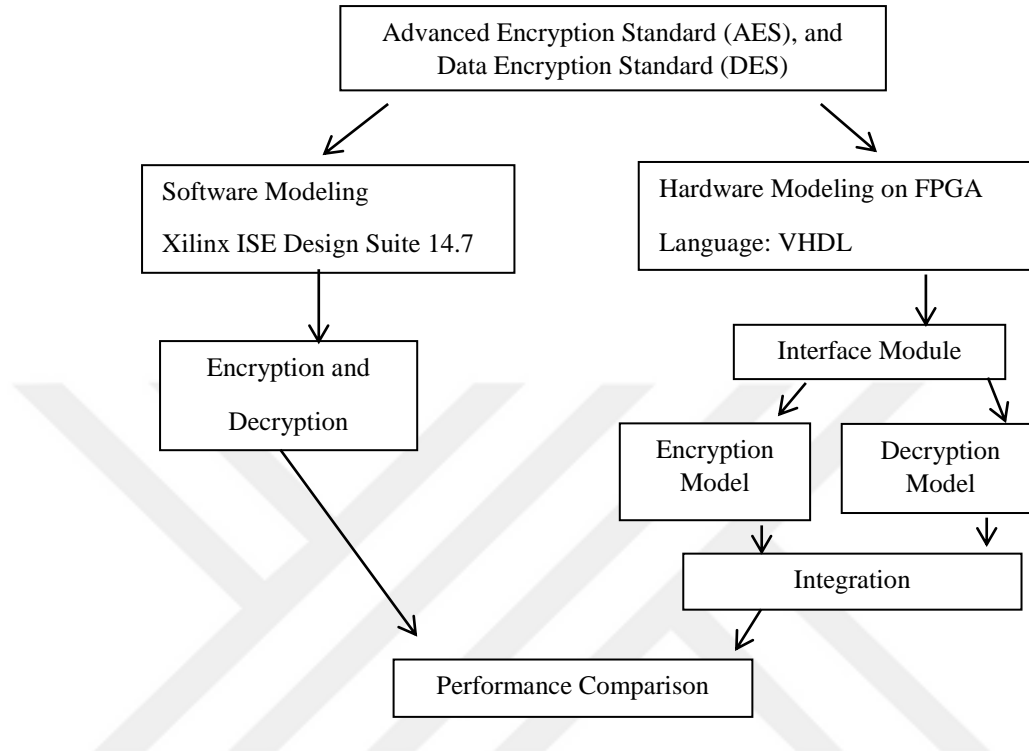 Advanced Encryption Standard (AES), and
Data Encryption Standard (DES)
Software Modeling
Xilinx ISE Design Suite 14.7
Hardware Modeling on FPGA
Language: VHDL
Interface Module
Encryption and
Decryption
Encryption
Model
Decryption
Model
Integration
Performance Comparison